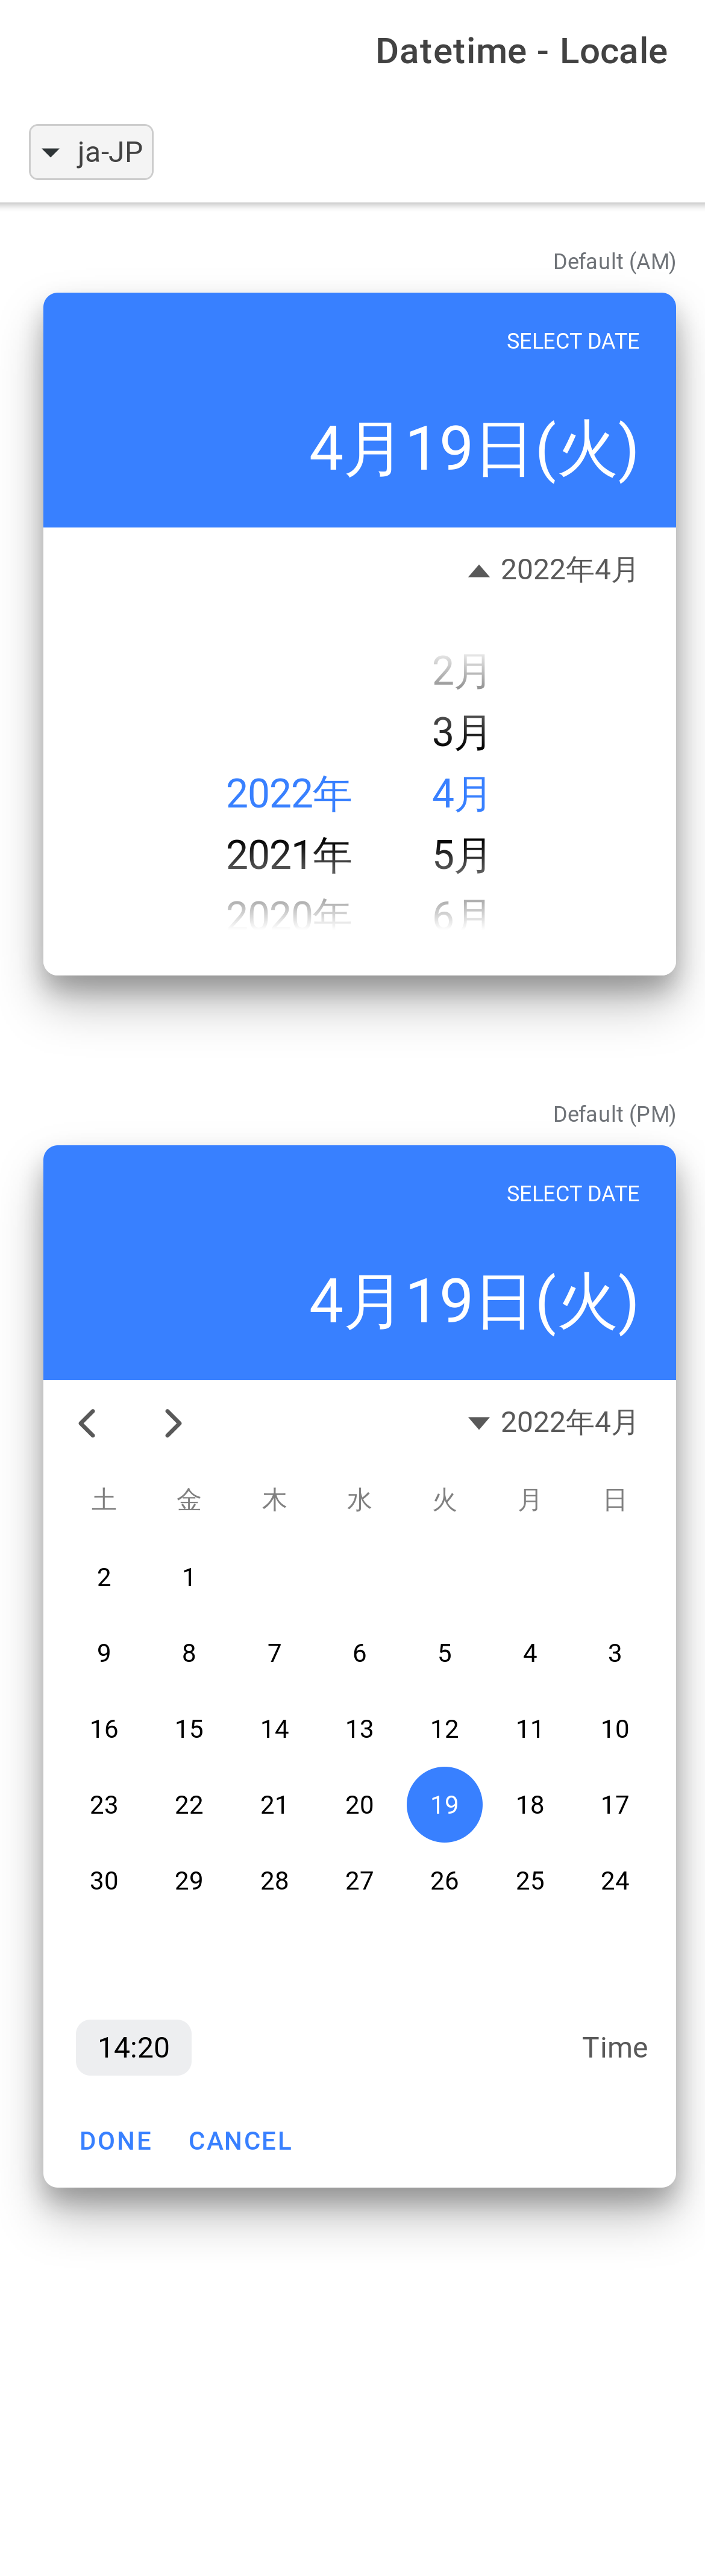 Datetime - Locale
ja-JP
Default (AM)
SELECT DATE
4月19日(火)
2022年4月
2月
3月
2022年 4月
2021年 5月
2020年 6月
Default (PM)
SELECT DATE
4月19日(火)
2022年4月
土 金 木 水 火 月 日
2 1
9 8 7 6 5 4 3
16 15 14 13 12 11 10
23 22 21 20 19 18 17
30 29 28 27 26 25 24
14:20 Time
DONE CANCEL